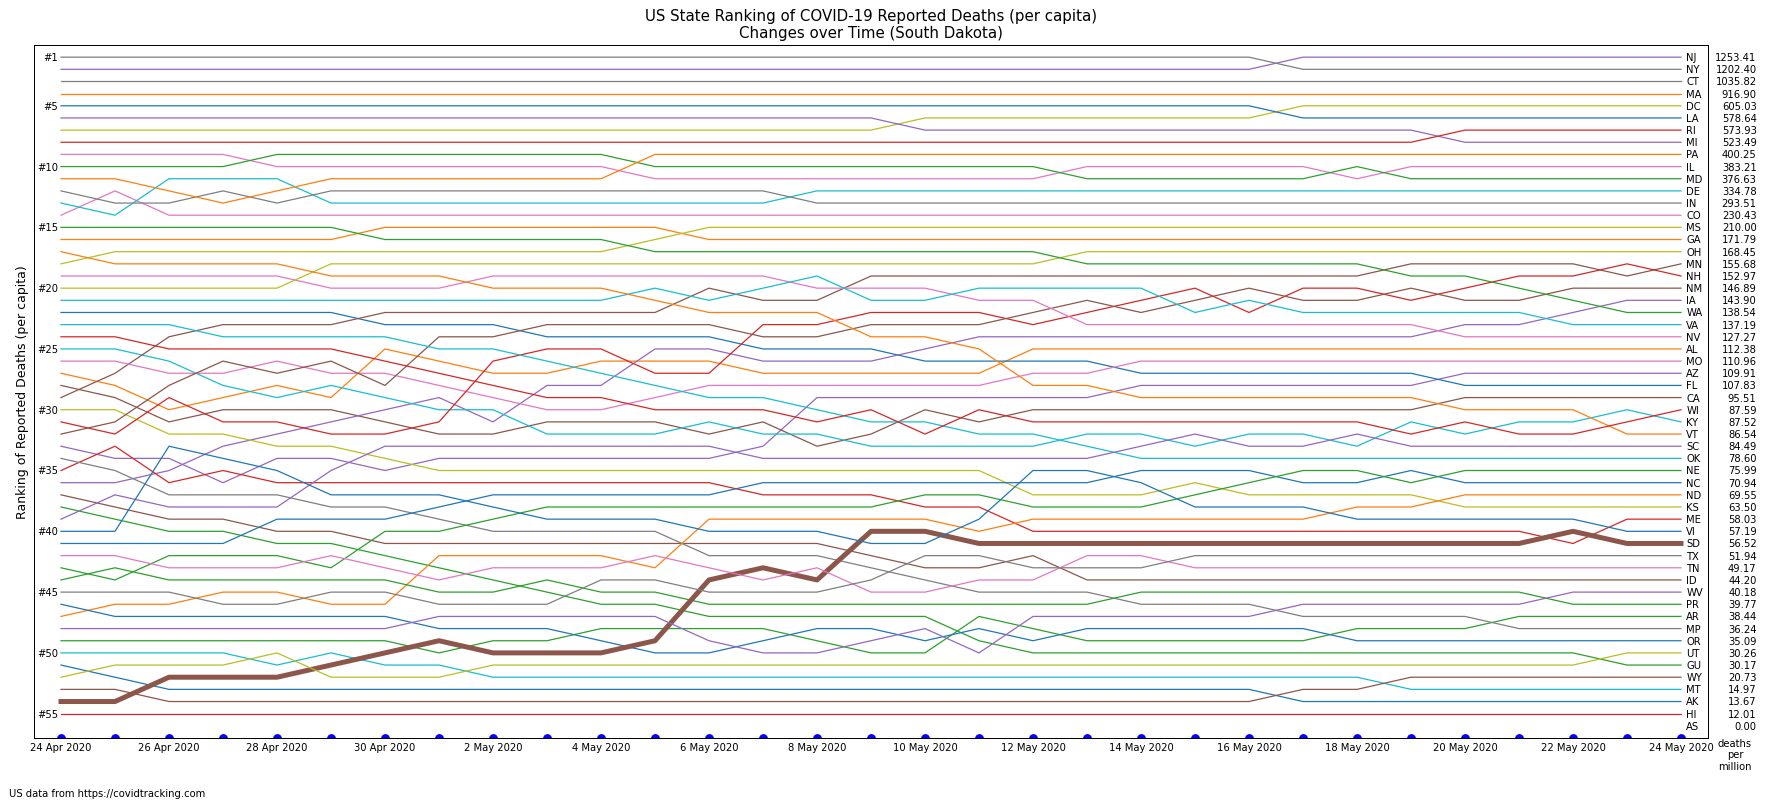 US State Ranking of COVID-19 Reported Deaths (per capita)
Changes over Time (South Dakota)
Ranking of Reported Deaths (per capita)
#1
#5
#10
#15
#20
#25
#30
#35
#40
#45
#50
#55
NJ 1253.41
NY 1202.40
CT 1035.82
MA 916.90
DC 605.03
LA 578.64
RI 573.93
MI 523.49
PA 400.25
IL 383.21
MD 376.63
DE 334.78
IN 293.51
CO 230.43
MS 210.00
GA 171.79
OH 168.45
MN 155.68
NH 152.97
NM 146.89
IA 143.90
WA 138.54
VA 137.19
NV 127.27
AL 112.38
MO 110.96
AZ 109.91
FL 107.83
CA 95.51
WI 87.59
KY 87.52
VT 86.54
SC 84.49
OK 78.60
NE 75.99
NC 70.94
ND 69.55
KS 63.50
ME 58.03
VI 57.19
SD 56.52
TX 51.94
TN 49.17
ID 44.20
WV 40.18
PR 39.77
AR 38.44
MP 36.24
OR 35.09
UT 30.26
GU 30.17
WY 20.73
MT 14.97
AK 13.67
HI 12.01
AS 0.00
24 Apr 2020 26 Apr 2020 28 Apr 2020 30 Apr 2020 2 May 2020 4 May 2020 6 May 2020 8 May 2020 10 May 2020 12 May 2020 14 May 2020 16 May 2020 18 May 2020 20 May 2020 22 May 2020 24 May 2020
deaths
per
million
US data from https://covidtracking.com